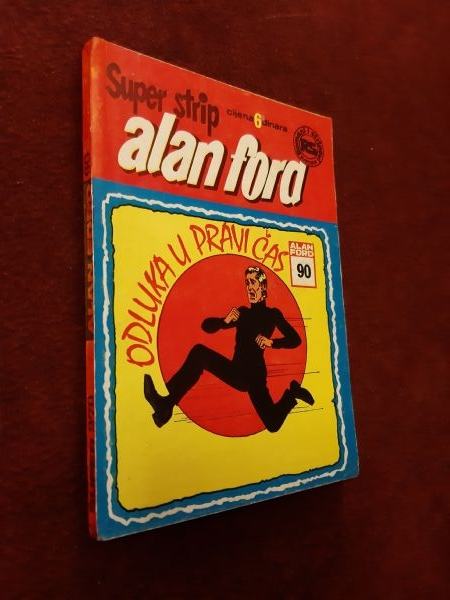 Super strip
cijena 6 dinara
alan ford
ODLUKA U PRAVI ČAS
ALAN
FORD
90